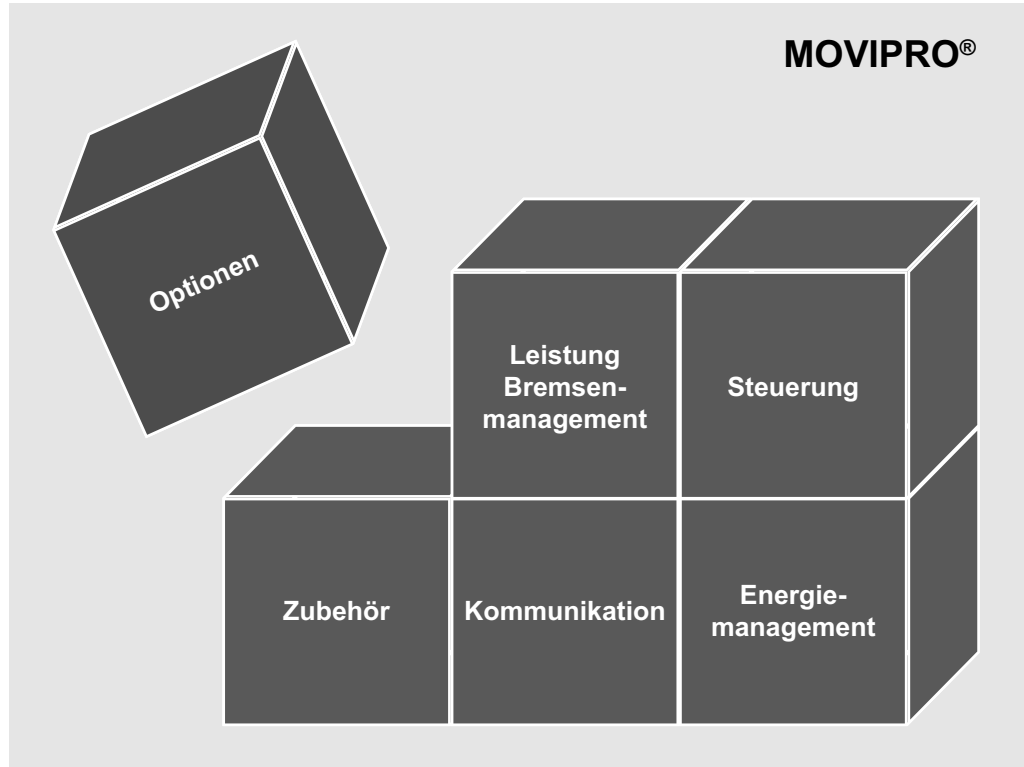 MOVIPRO®
Optionen
Leistung
Bremsen-
management
Steuerung
Zubehör
Kommunikation
Energie-
management